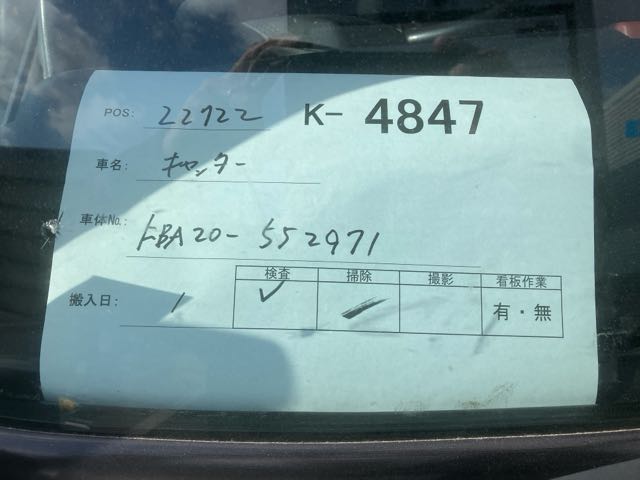 POS: 22722 K- 4847
車名: キャンター
車体No.: FBA20-552971
検査 掃除 撮影 看板作業
搬入日: / ✓ 有・無